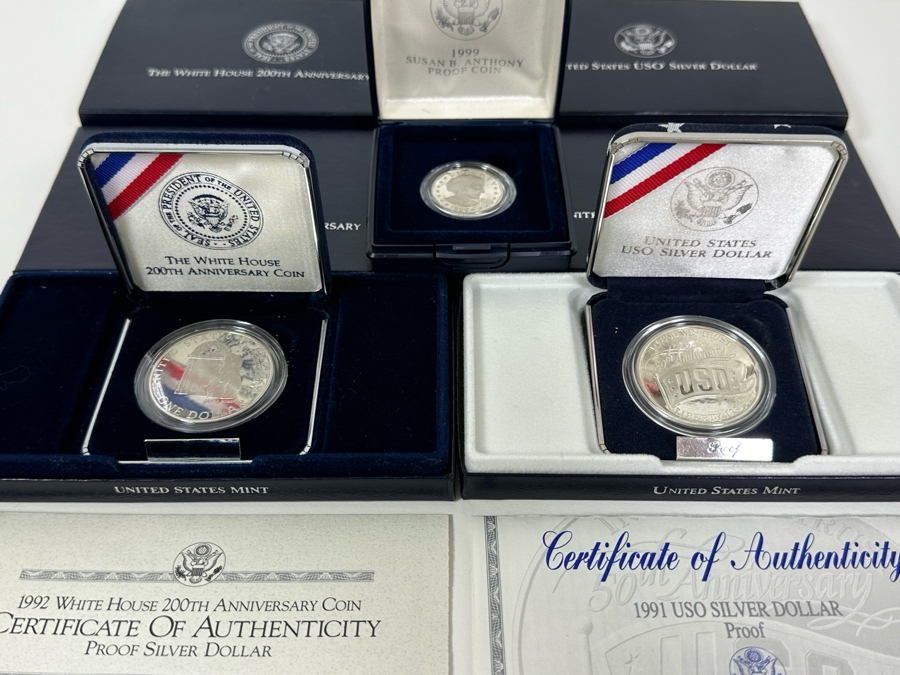 THE WHITE HOUSE 200TH ANNIVERSARY
1999
SUSAN B. ANTHONY
PROOF COIN
STATES USO SILVER DOLLAR
SEAL OF THE PRESIDENT OF THE UNITED STATES
THE WHITE HOUSE
200TH ANNIVERSARY COIN
UNITED STATES
USO SILVER DOLLAR
ONE DOLLAR
USO
Proof
UNITED STATES MINT
UNITED STATES MINT
1992 WHITE HOUSE 200TH ANNIVERSARY COIN
CERTIFICATE OF AUTHENTICITY
PROOF SILVER DOLLAR
Certificate of Authenticity
50th Anniversary
1991 USO SILVER DOLLAR
Proof